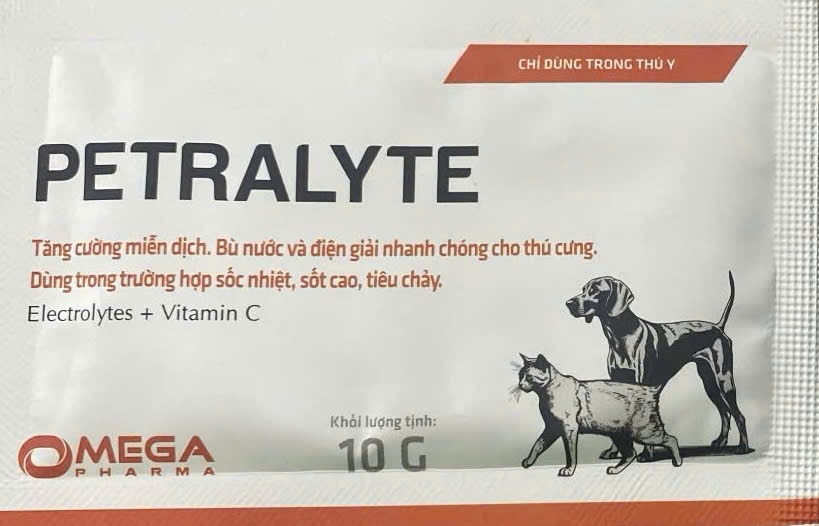 CHỈ DÙNG TRONG THÚ Y
PETRALYTE
Tăng cường miễn dịch. Bù nước và điện giải nhanh chóng cho thú cưng.
Dùng trong trường hợp sốc nhiệt, sốt cao, tiêu chảy.
Electrolytes + Vitamin C
Khối lượng tịnh:
10 G
OMEGA
PHARMA